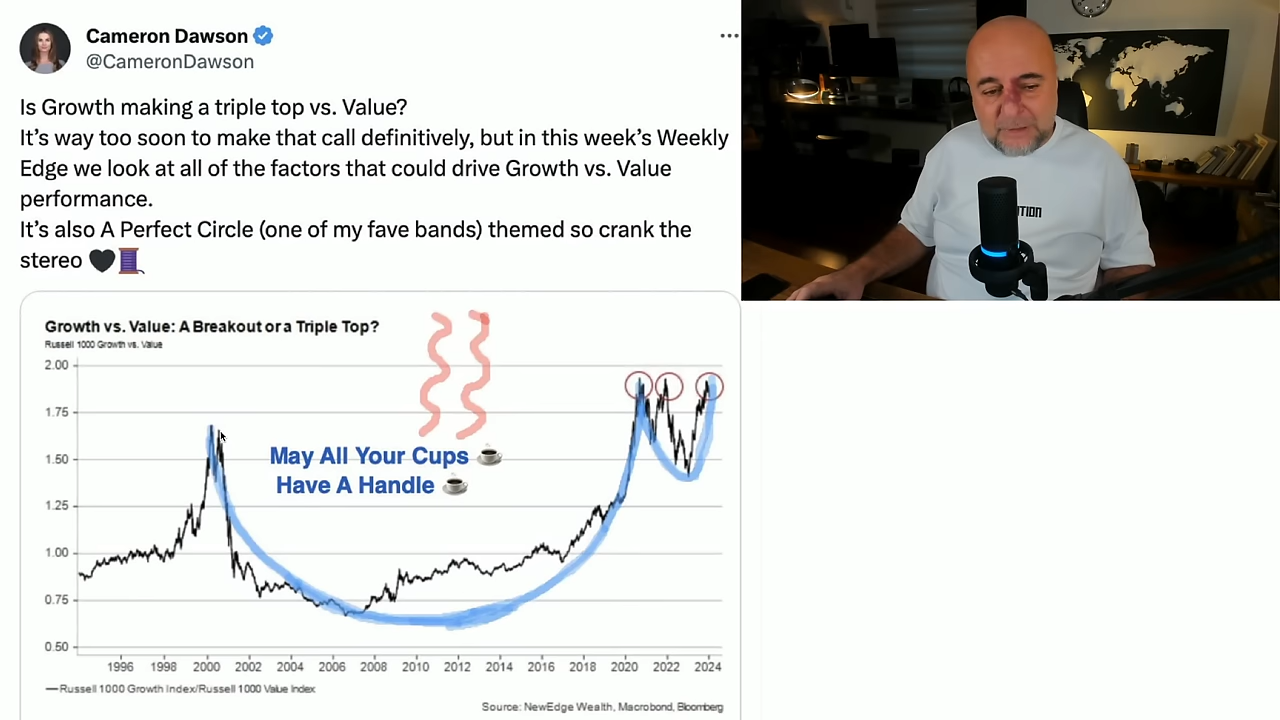 Cameron Dawson
@CameronDawson
Is Growth making a triple top vs. Value?
It's way too soon to make that call definitively, but in this week's Weekly
Edge we look at all of the factors that could drive Growth vs. Value
performance.
It's also A Perfect Circle (one of my fave bands) themed so crank the
stereo 🖤🧵
Growth vs. Value: A Breakout or a Triple Top?
Russell 1000 Growth vs. Value
2.00
1.75
1.50
1.25
1.00
0.75
0.50
May All Your Cups ☕
Have A Handle ☕
1996 1998 2000 2002 2004 2006 2008 2010 2012 2014 2016 2018 2020 2022 2024
Russell 1000 Growth Index/Russell 1000 Value Index
Source: NewEdge Wealth, Macrobond, Bloomberg